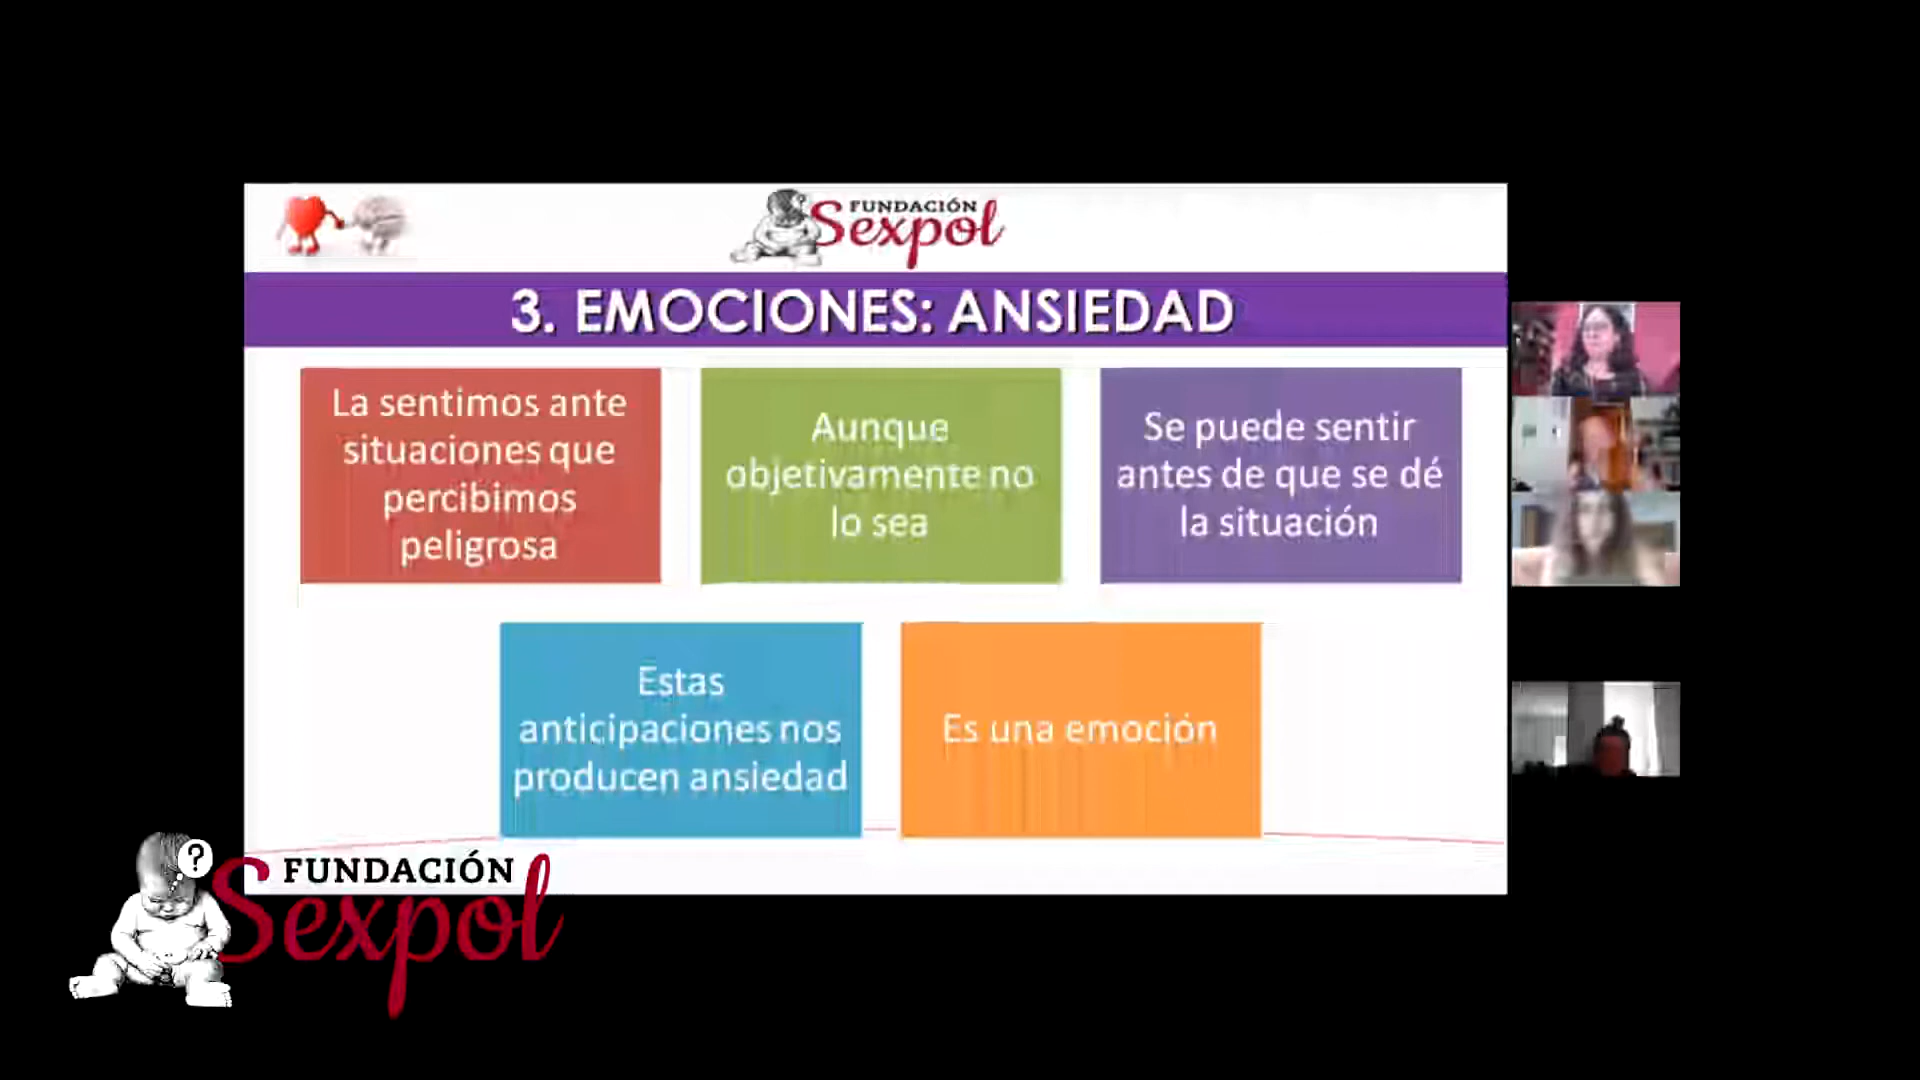 FUNDACIÓN
Sexpol
3. EMOCIONES: ANSIEDAD
La sentimos ante
situaciones que
percibimos
peligrosa
Aunque
objetivamente no
lo sea
Se puede sentir
antes de que se dé
la situación
Estas
anticipaciones nos
producen ansiedad
Es una emoción
?
FUNDACIÓN
Sexpol